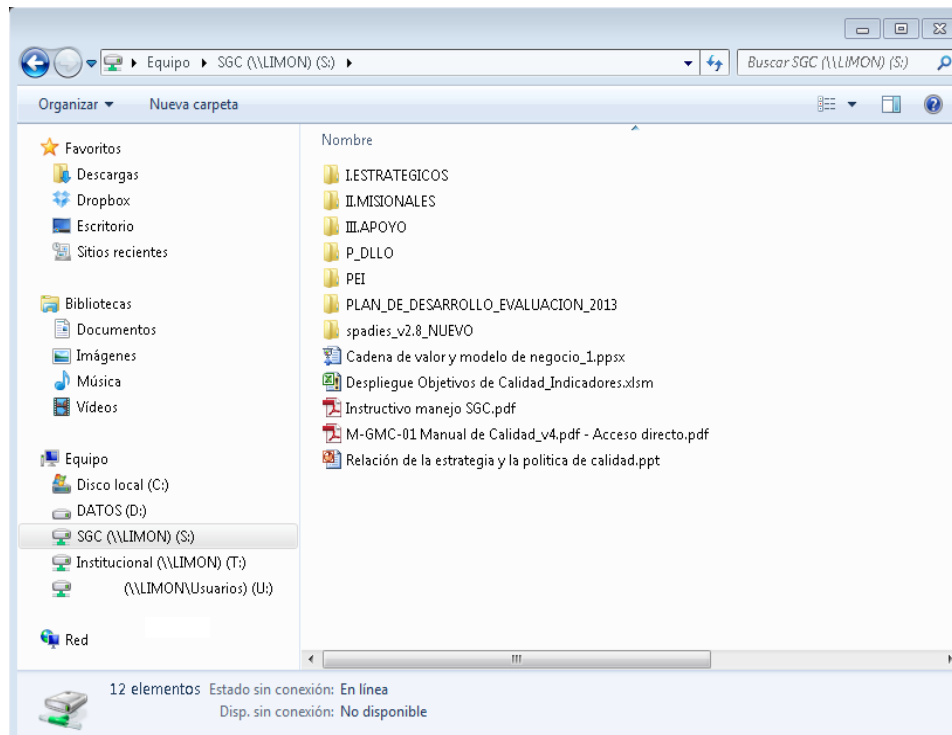 Equipo ▸ SGC (\\LIMON) (S:) ▸
Buscar SGC (\\LIMON) (S:)
Organizar
Nueva carpeta
Favoritos
Descargas
Dropbox
Escritorio
Sitios recientes
Bibliotecas
Documentos
Imágenes
Música
Vídeos
Equipo
Disco local (C:)
DATOS (D:)
SGC (\\LIMON) (S:)
Institucional (\\LIMON) (T:)
(\\LIMON\Usuarios) (U:)
Red
Nombre
I.ESTRATEGICOS
II.MISIONALES
III.APOYO
P_DLLO
PEI
PLAN_DE_DESARROLLO_EVALUACION_2013
spadies_v2.8_NUEVO
Cadena de valor y modelo de negocio_1.ppsx
Despliegue Objetivos de Calidad_Indicadores.xlsm
Instructivo manejo SGC.pdf
M-GMC-01 Manual de Calidad_v4.pdf - Acceso directo.pdf
Relación de la estrategia y la politica de calidad.ppt
12 elementos Estado sin conexión: En línea
Disp. sin conexión: No disponible